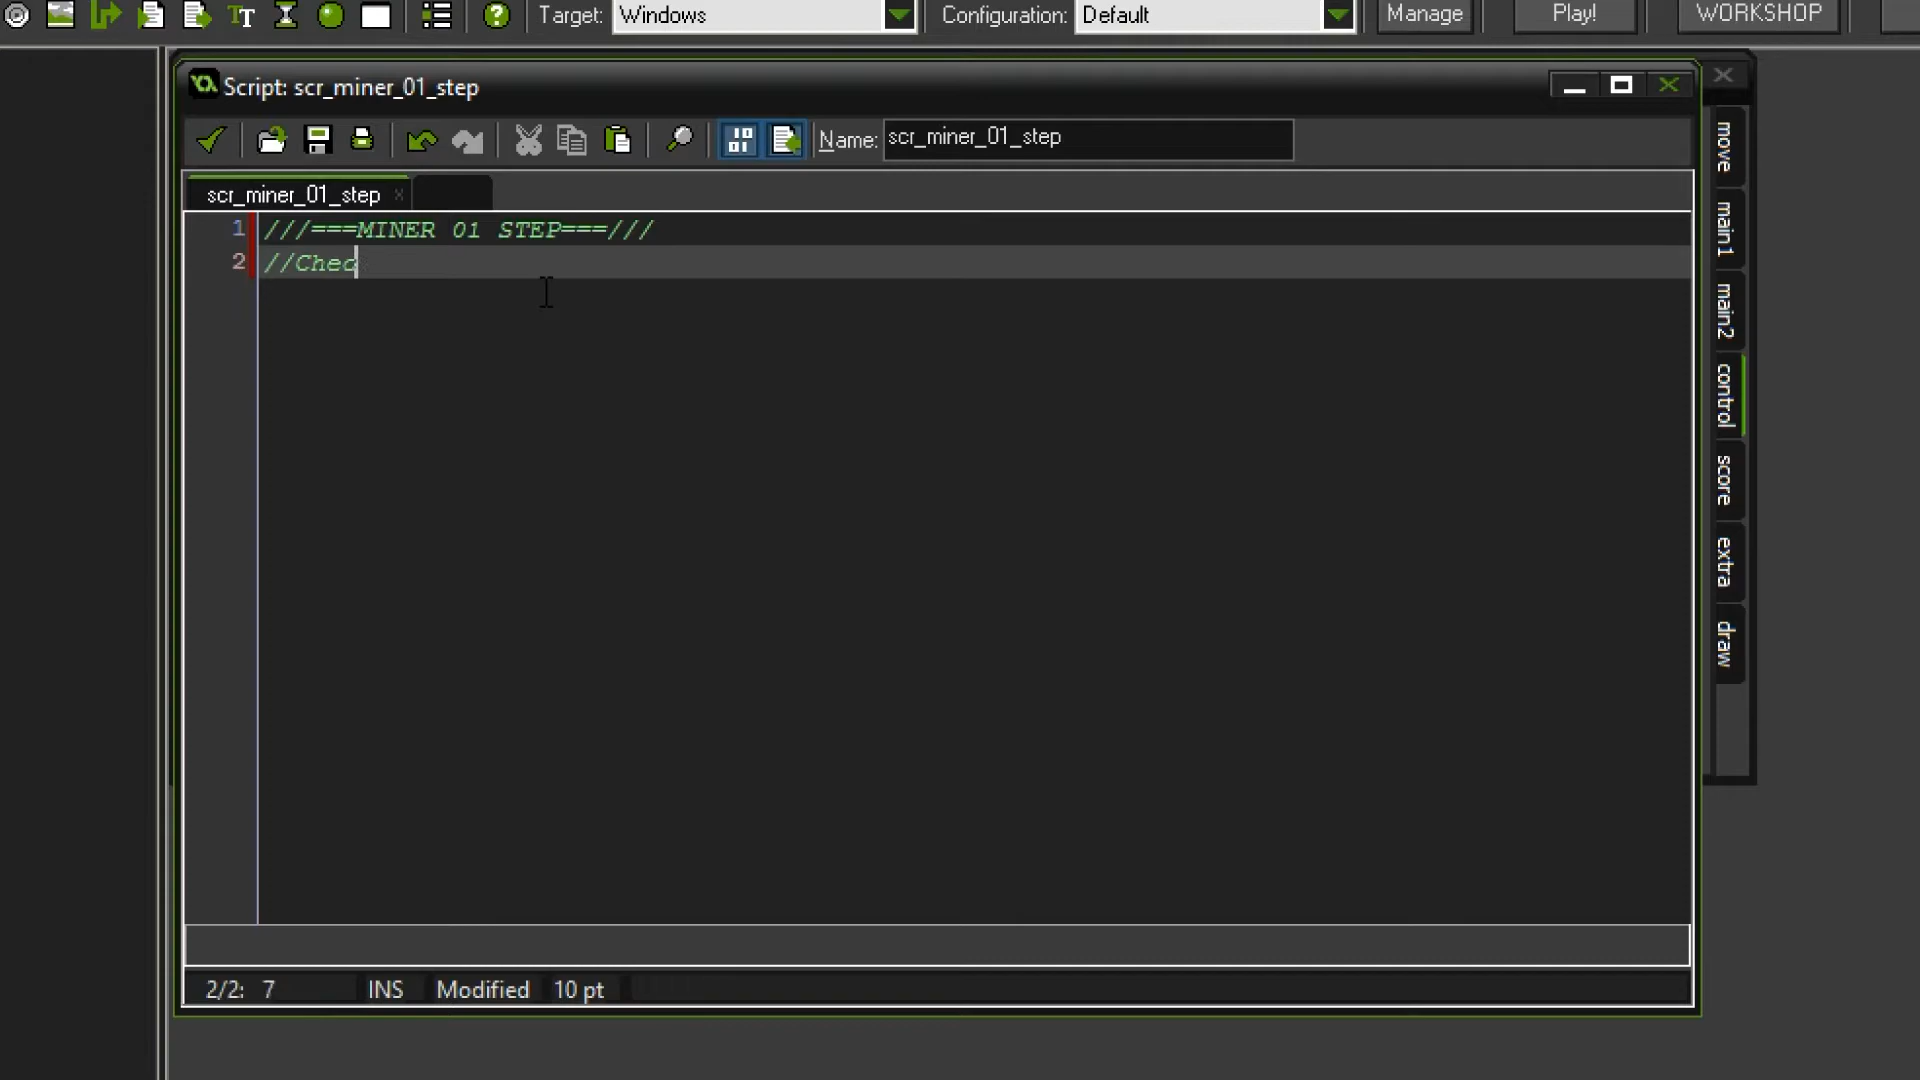 Target: Windows Configuration: Default Manage Play! WORKSHOP
Script: scr_miner_01_step
Name: scr_miner_01_step
scr_miner_01_step
1 ///===MINER 01 STEP===///
2 //Chec
move
main1
main2
control
score
extra
draw
2/2: 7 INS Modified 10 pt